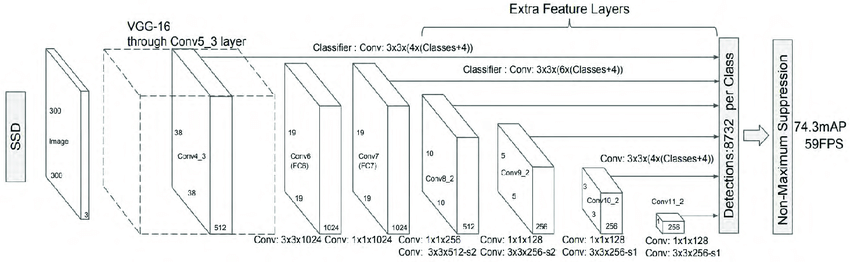 Extra Feature Layers
VGG-16
through Conv5_3 layer
Classifier : Conv: 3x3x(4x(Classes+4))
Classifier : Conv: 3x3x(6x(Classes+4))
SSD
300
Image
300
3
38
Conv4_3
38
512
19
Conv6
(FC6)
19
1024
19
Conv7
(FC7)
19
1024
10
Conv8_2
10
512
5
Conv9_2
5
256
Conv: 3x3x(4x(Classes+4))
3
Conv10_2
3
256
Conv11_2
1
256
Detections:8732 per Class
Non-Maximum Suppression
74.3mAP
59FPS
Conv: 3x3x1024
Conv: 1x1x1024
Conv: 1x1x256
Conv: 3x3x512-s2
Conv: 1x1x128
Conv: 3x3x256-s2
Conv: 1x1x128
Conv: 3x3x256-s1
Conv: 1x1x128
Conv: 3x3x256-s1